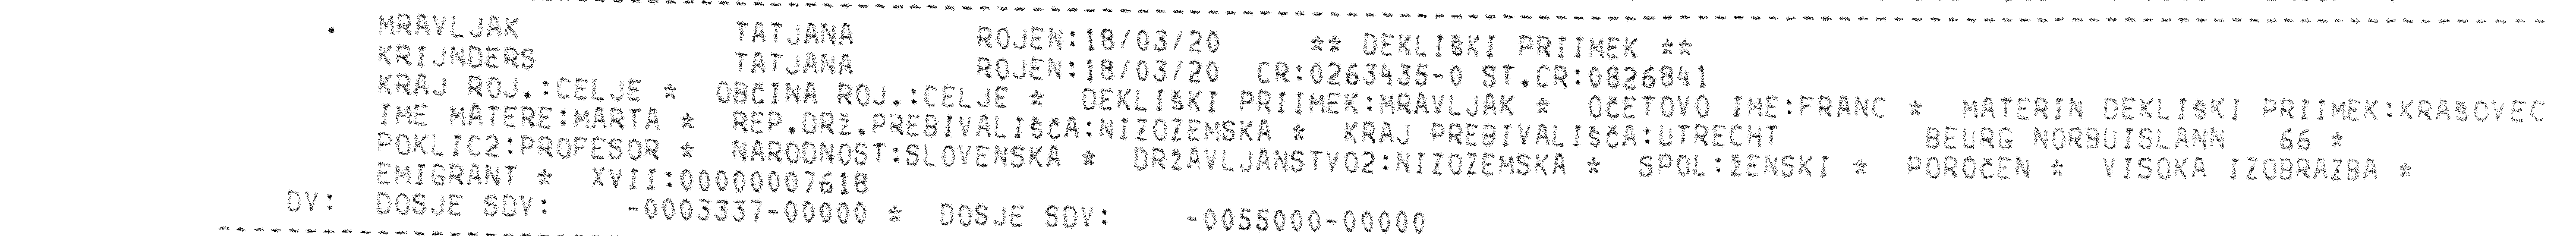 . MRAVLJAK TATJANA ROJEN:18/03/20 ** DEKLIŠKI PRIIMEK **
KRIJNDERS TATJANA ROJEN:18/03/20 CR:0263435-0 ST.CR:0826841
KRAJ ROJ.:CELJE * OBČINA ROJ.:CELJE * DEKLIŠKI PRIIMEK:MRAVLJAK * OČETOVO IME:FRANC * MATERIN DEKLIŠKI PRIIMEK:KRAŠOVEC
IME MATERE:MARTA * REP.DRŽ.PREBIVALIŠČA:NIZOZEMSKA * KRAJ PREBIVALIŠČA:UTRECHT BEURG NORBUISLANN 66 *
POKLIC2:PROFESOR * NARODNOST:SLOVENSKA * DRŽAVLJANSTVO2:NIZOZEMSKA * SPOL:ŽENSKI * POROČEN * VISOKA IZOBRAZBA *
EMIGRANT * XVII:00000007618
DV: DOSJE SDV: -0003337-00000 * DOSJE SDV: -0055000-00000